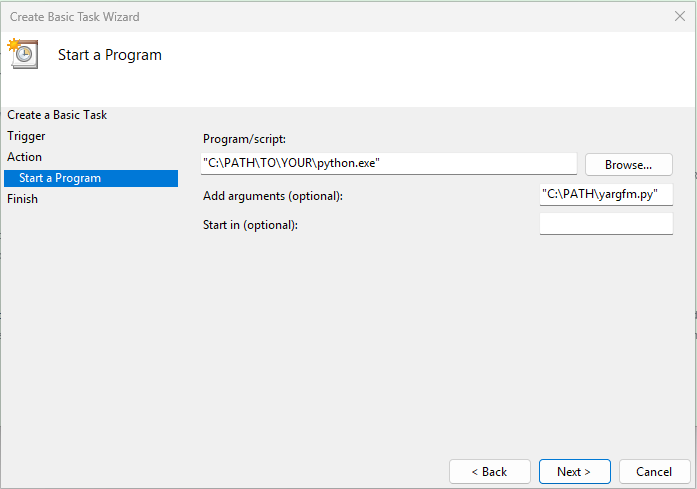 Create Basic Task Wizard
Start a Program
Create a Basic Task
Trigger
Action
Start a Program
Finish
Program/script:
"C:\PATH\TO\YOUR\python.exe"
Browse...
Add arguments (optional):
"C:\PATH\yargfm.py"
Start in (optional):
< Back
Next >
Cancel